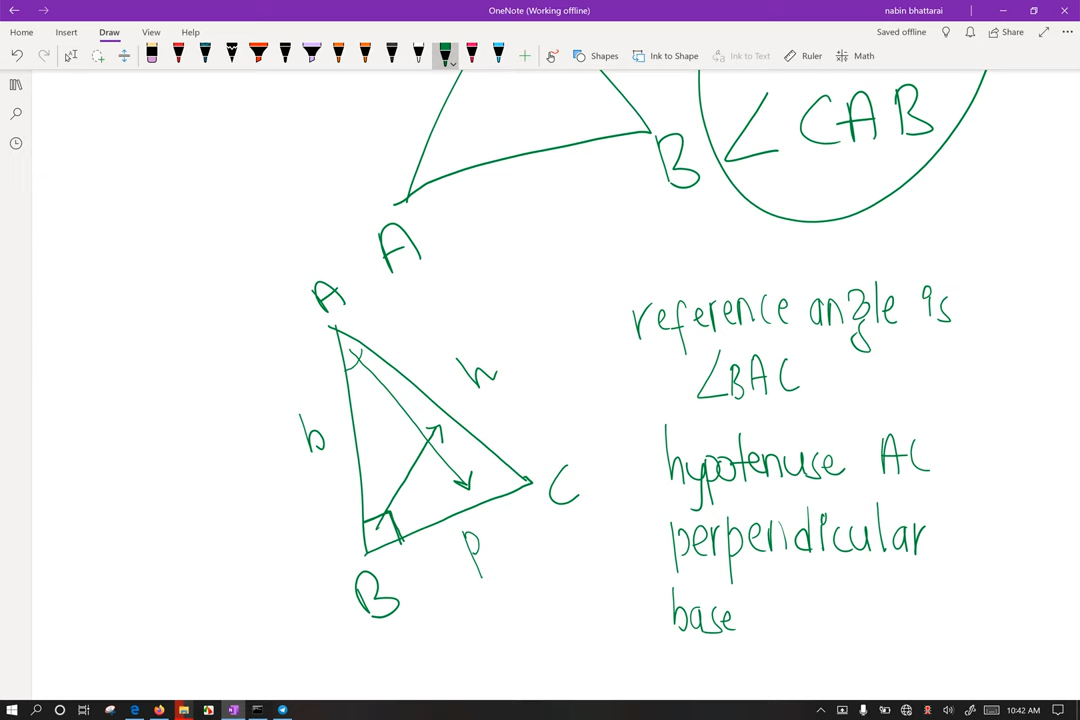 OneNote (Working offline)
nabin bhattarai
Home Insert Draw View Help
Saved offline
Share
Shapes
Ink to Shape
Ink to Text
Ruler
Math
∠ CAB
B
A
A
reference angle is
h
∠BAC
b
hypotenuse AC
C
perpendicular
p
B
base
10:42 AM